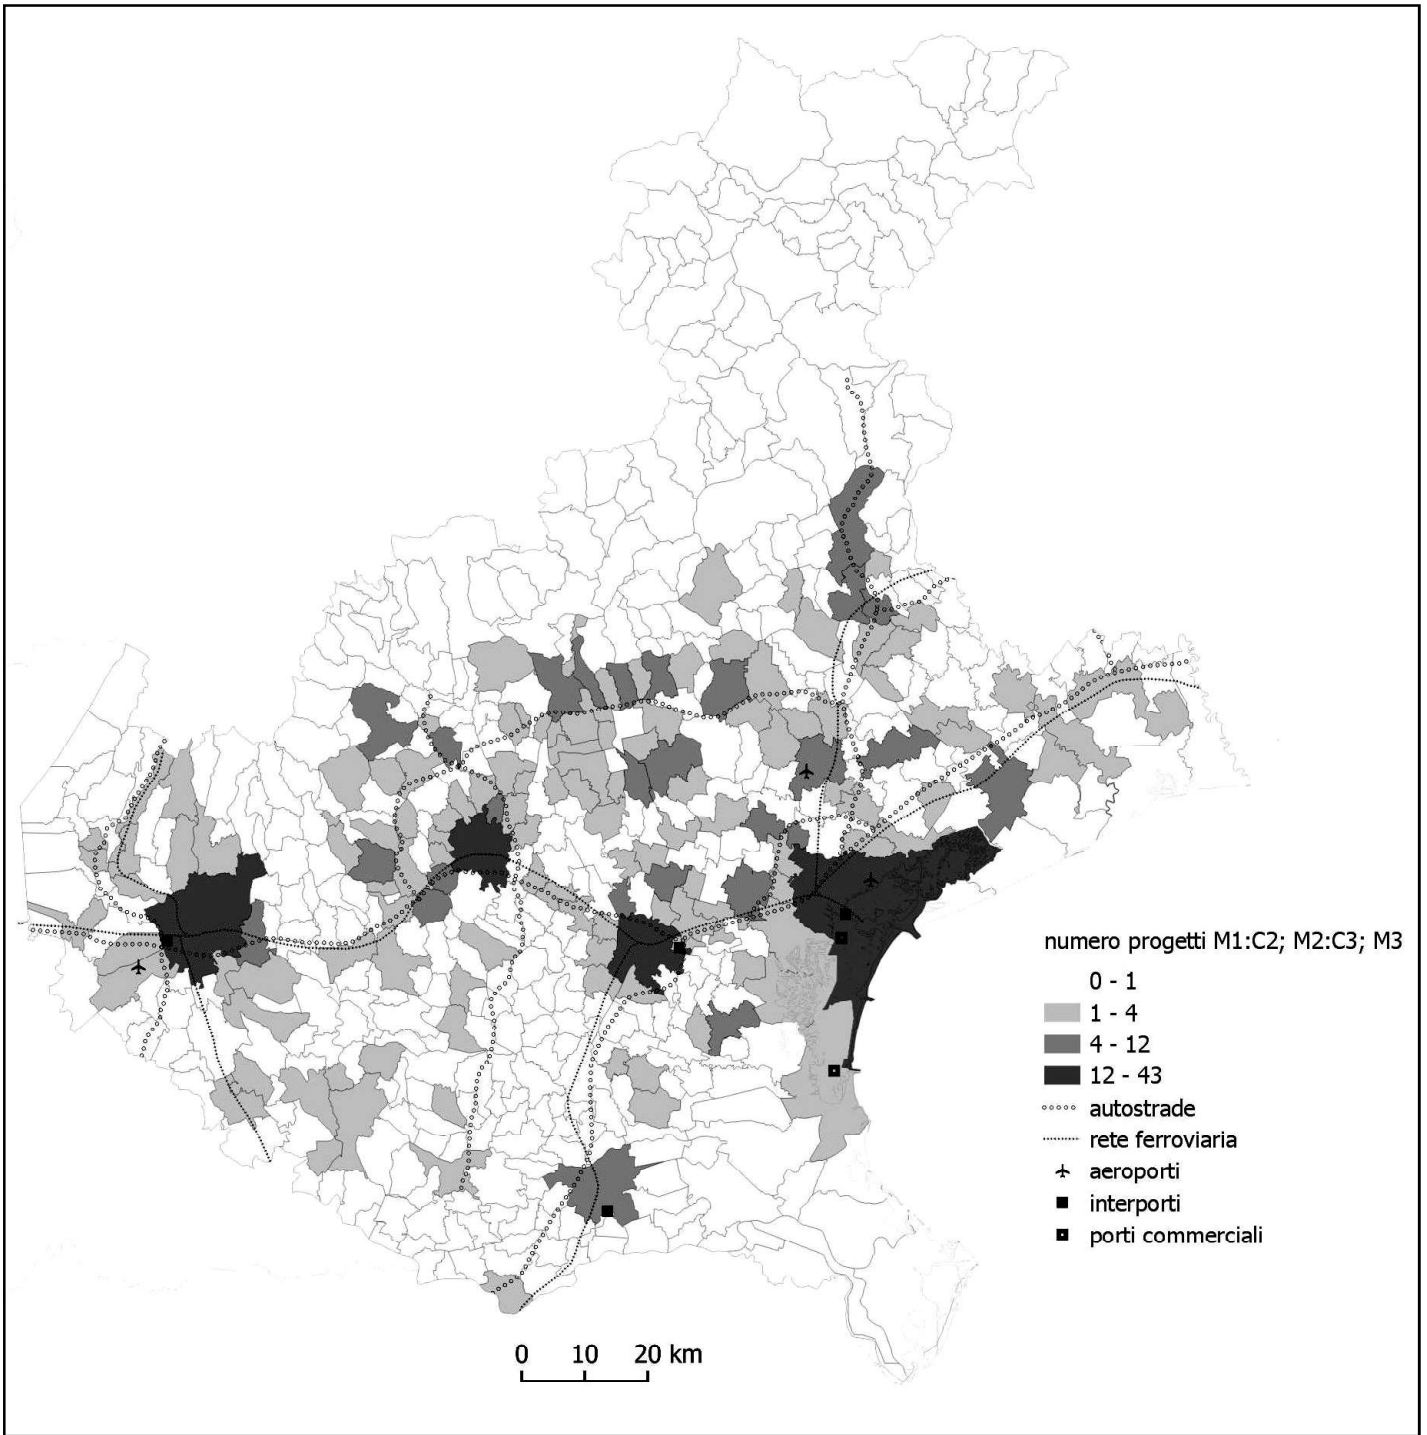 numero progetti M1:C2; M2:C3; M3
0 - 1
1 - 4
4 - 12
12 - 43
autostrade
rete ferroviaria
aeroporti
interporti
porti commerciali
0 10 20 km